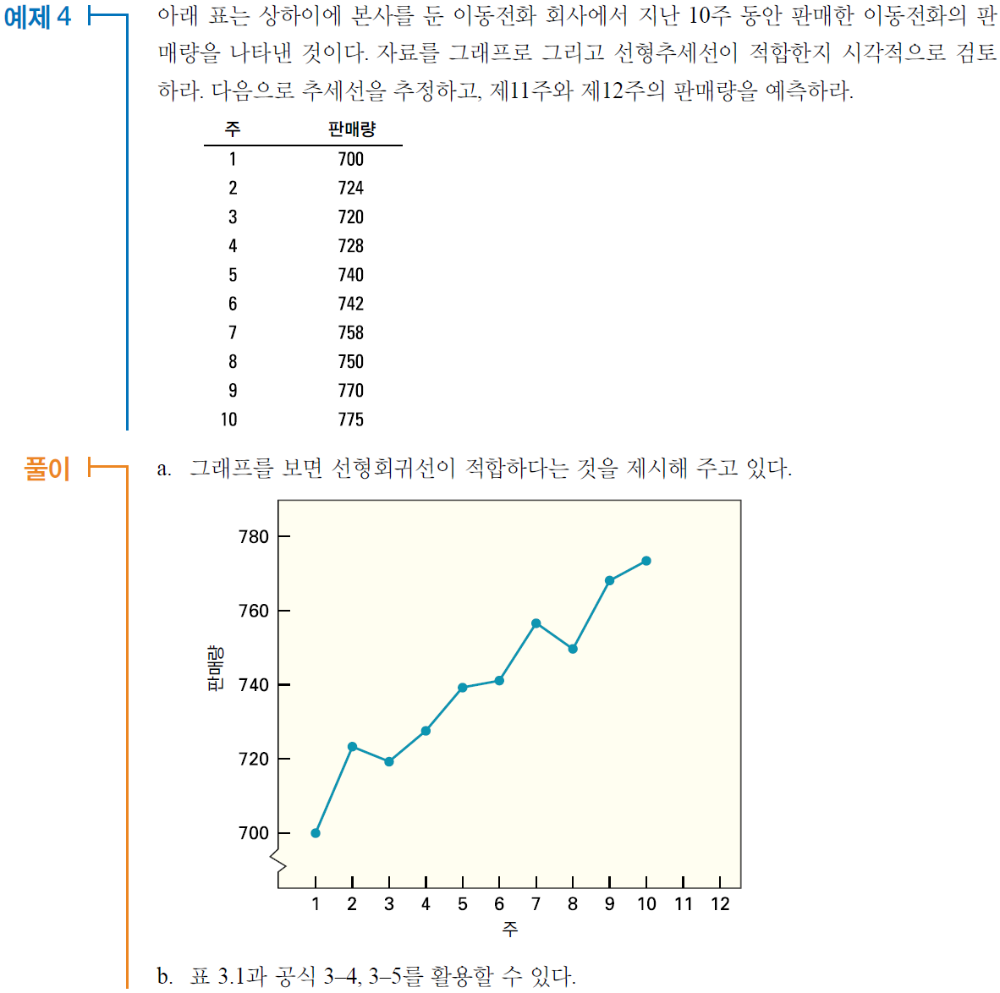 예제 4
아래 표는 상하이에 본사를 둔 이동전화 회사에서 지난 10주 동안 판매한 이동전화의 판
매량을 나타낸 것이다. 자료를 그래프로 그리고 선형추세선이 적합한지 시각적으로 검토
하라. 다음으로 추세선을 추정하고, 제11주와 제12주의 판매량을 예측하라.
주 판매량
1 700
2 724
3 720
4 728
5 740
6 742
7 758
8 750
9 770
10 775
풀이
a. 그래프를 보면 선형회귀선이 적합하다는 것을 제시해 주고 있다.
780
760
740
720
700
판매량
1 2 3 4 5 6 7 8 9 10 11 12
주
b. 표 3.1과 공식 3–4, 3–5를 활용할 수 있다.